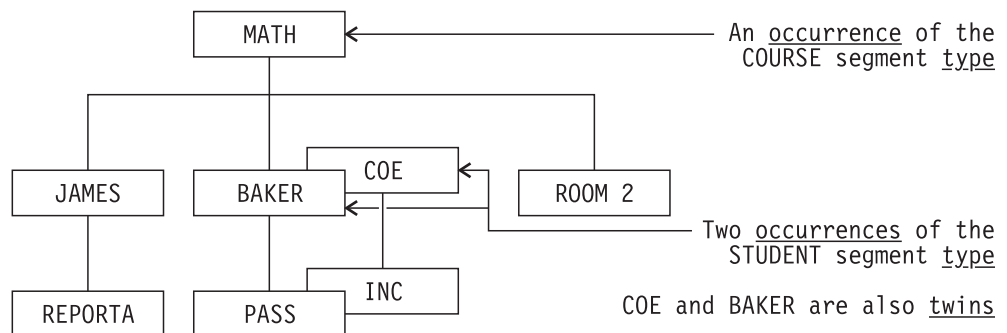 MATH
An occurrence of the
COURSE segment type
COE
JAMES
BAKER
ROOM 2
Two occurrences of the
STUDENT segment type
INC
COE and BAKER are also twins
REPORTA
PASS